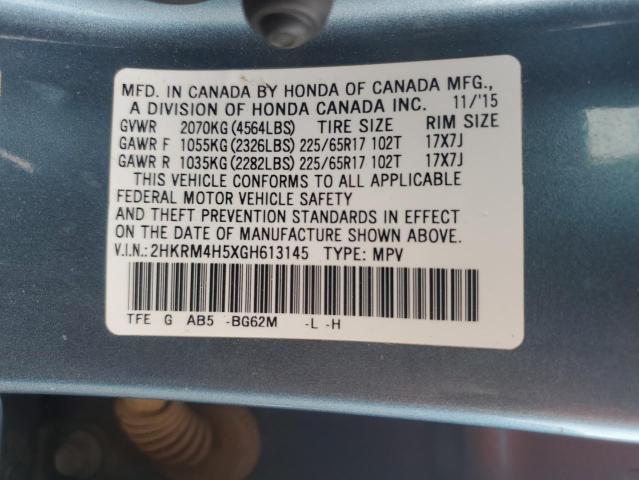 MFD. IN CANADA BY HONDA OF CANADA MFG.,
A DIVISION OF HONDA CANADA INC. 11/'15
GVWR 2070KG (4564LBS) TIRE SIZE RIM SIZE
GAWR F 1055KG (2326LBS) 225/65R17 102T 17X7J
GAWR R 1035KG (2282LBS) 225/65R17 102T 17X7J
THIS VEHICLE CONFORMS TO ALL APPLICABLE
FEDERAL MOTOR VEHICLE SAFETY
AND THEFT PREVENTION STANDARDS IN EFFECT
ON THE DATE OF MANUFACTURE SHOWN ABOVE.
V.I.N.: 2HKRM4H5XGH613145 TYPE: MPV
TFE G AB5 -BG62M -L -H